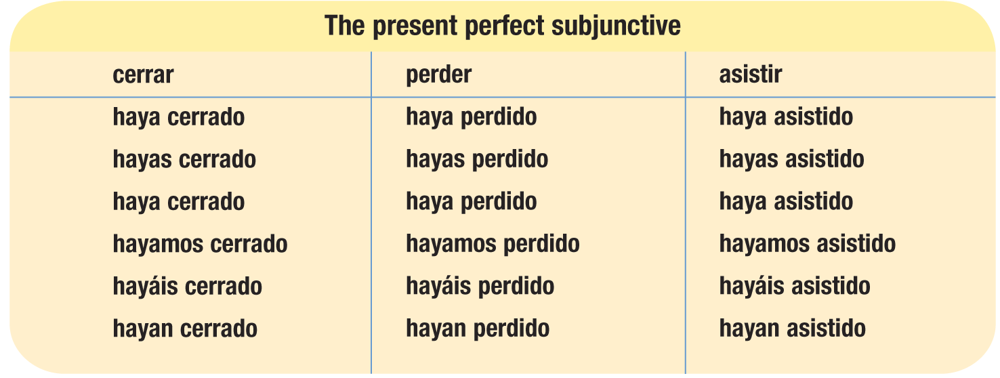 The present perfect subjunctive
cerrar perder asistir
haya cerrado haya perdido haya asistido
hayas cerrado hayas perdido hayas asistido
haya cerrado haya perdido haya asistido
hayamos cerrado hayamos perdido hayamos asistido
hayáis cerrado hayáis perdido hayáis asistido
hayan cerrado hayan perdido hayan asistido